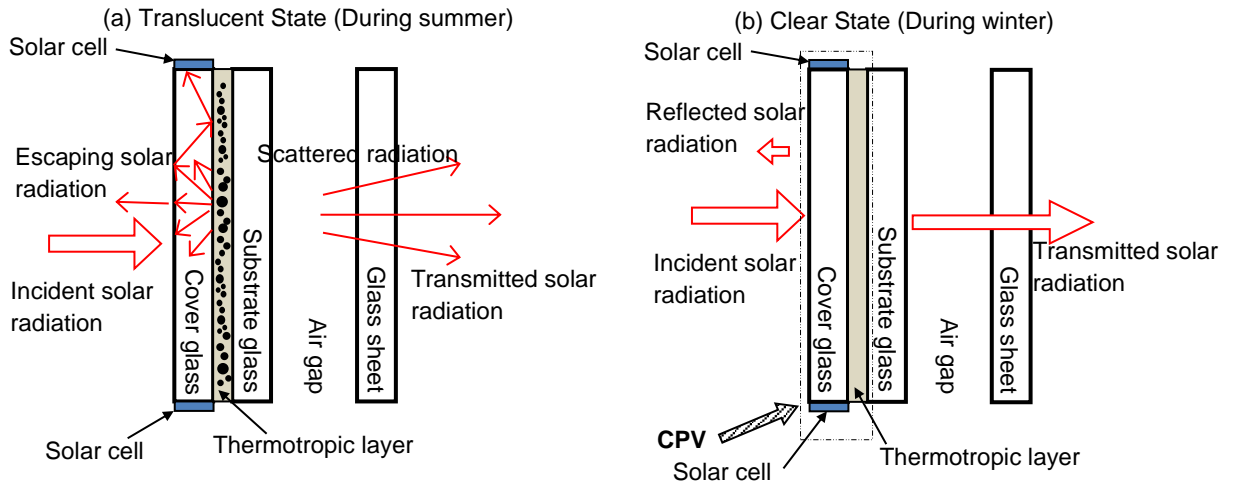 (a) Translucent State (During summer)
Solar cell
Escaping solar
radiation
Scattered radiation
Incident solar
radiation
Cover glass
Substrate glass
Air gap
Glass sheet
Transmitted solar
radiation
Solar cell
Thermotropic layer
(b) Clear State (During winter)
Solar cell
Reflected solar
radiation
Incident solar
radiation
Cover glass
Substrate glass
Air gap
Glass sheet
Transmitted solar
radiation
CPV
Solar cell
Thermotropic layer